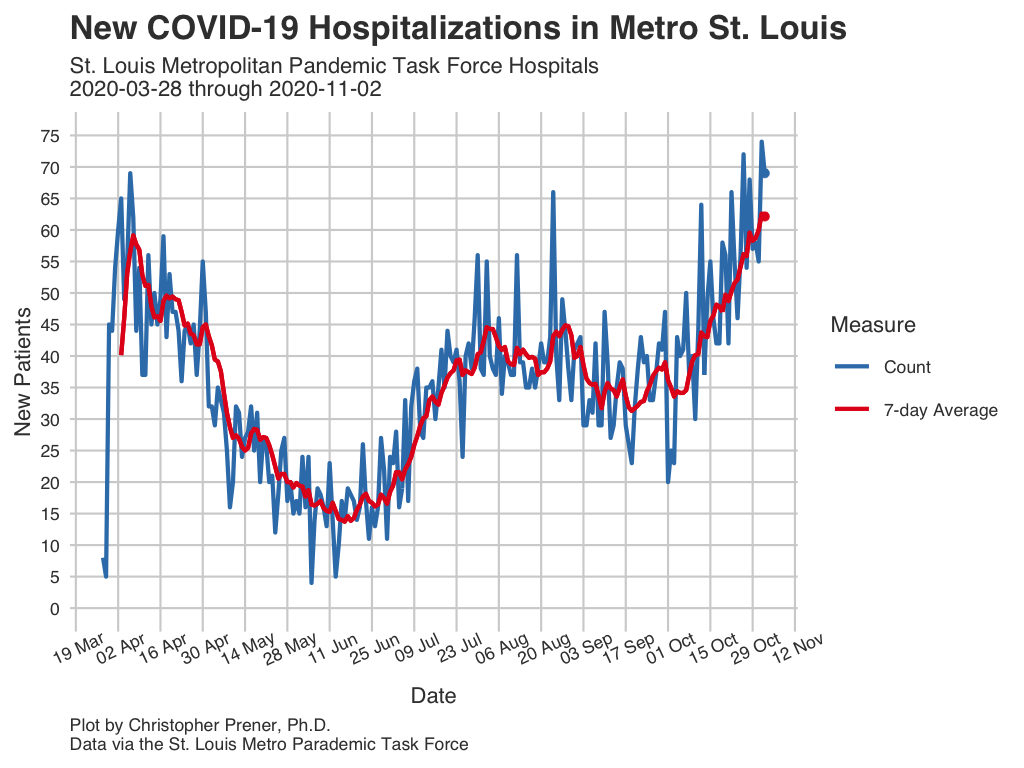 New COVID-19 Hospitalizations in Metro St. Louis
St. Louis Metropolitan Pandemic Task Force Hospitals
2020-03-28 through 2020-11-02
75
70
65
60
55
50
45
40
35
30
25
20
15
10
5
0
New Patients
19 Mar
02 Apr
16 Apr
30 Apr
14 May
28 May
11 Jun
25 Jun
09 Jul
23 Jul
06 Aug
20 Aug
03 Sep
17 Sep
01 Oct
15 Oct
29 Oct
12 Nov
Date
Measure
Count
7-day Average
Plot by Christopher Prener, Ph.D.
Data via the St. Louis Metro Parademic Task Force